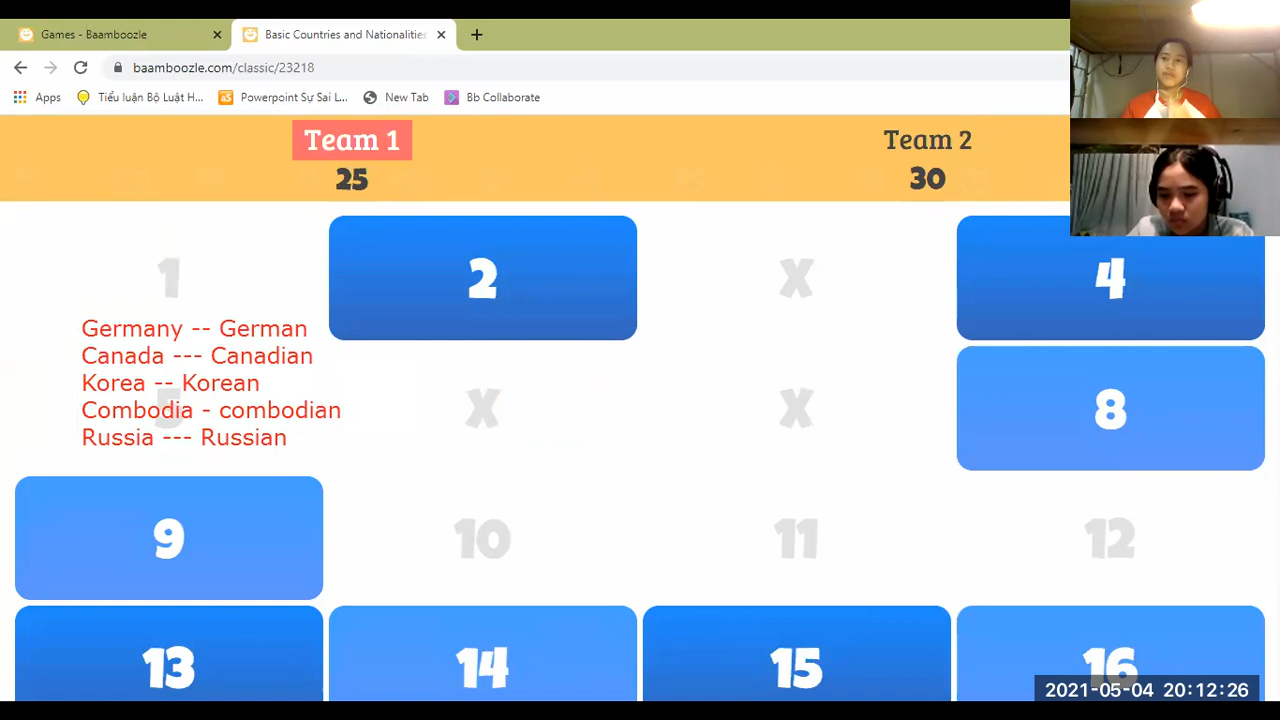 Games - Baamboozle
Basic Countries and Nationalities
baamboozle.com/classic/23218
Apps Tiểu luận Bộ Luật H... Powerpoint Sự Sai L... New Tab Bb Collaborate
Team 1 Team 2
25 30
1 2 X 4
Germany -- German
Canada --- Canadian
Korea -- Korean
Combodia - combodian
Russia --- Russian
5 X X 8
9 10 11 12
13 14 15 16
2021-05-04 20:12:26